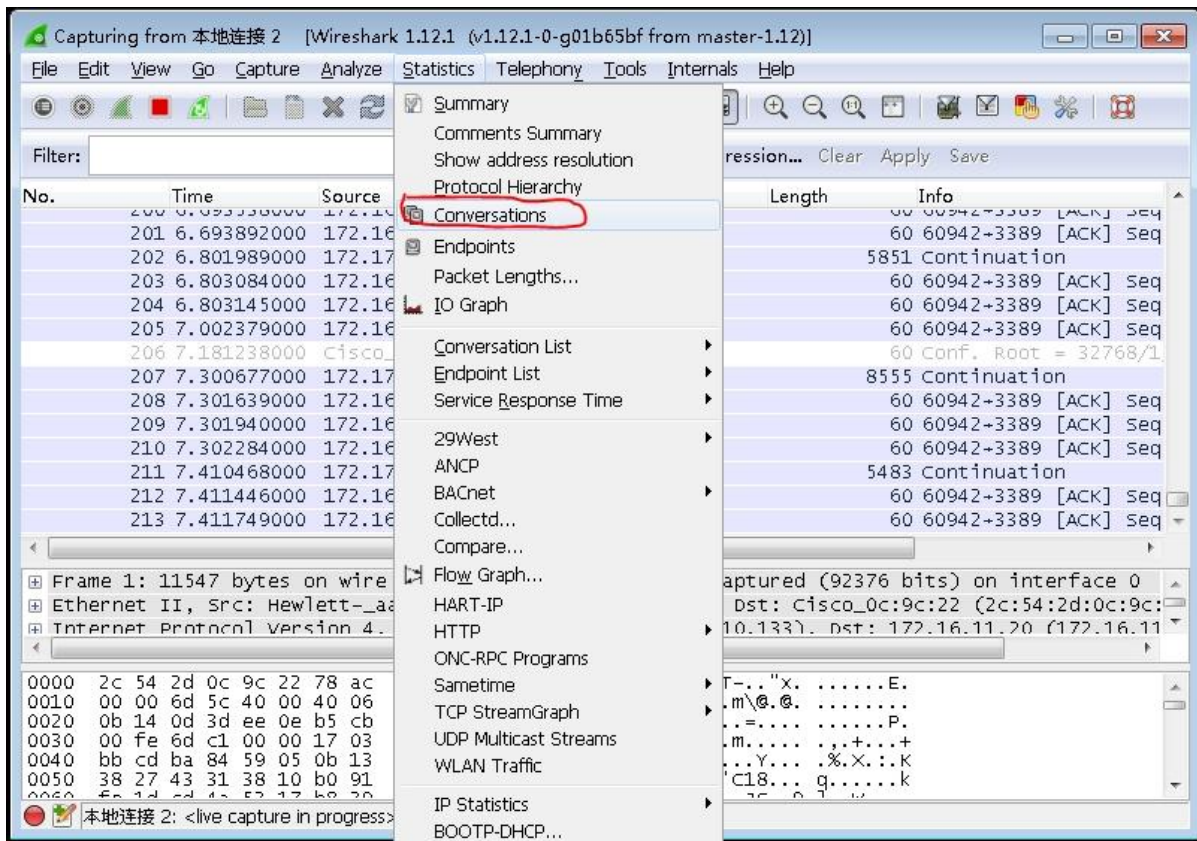 Capturing from 本地连接 2 [Wireshark 1.12.1 (v1.12.1-0-g01b65bf from master-1.12)]
File Edit View Go Capture Analyze Statistics Telephony Tools Internals Help
Filter: ression... Clear Apply Save
No. Time Source Length Info
201 6.693892000 172.16 60 60942→3389 [ACK] Seq
202 6.801989000 172.17 5851 Continuation
203 6.803084000 172.16 60 60942→3389 [ACK] Seq
204 6.803145000 172.16 60 60942→3389 [ACK] Seq
205 7.002379000 172.16 60 60942→3389 [ACK] Seq
206 7.181238000 Cisco_ 60 Conf. Root = 32768/1
207 7.300677000 172.17 8555 Continuation
208 7.301639000 172.16 60 60942→3389 [ACK] Seq
209 7.301940000 172.16 60 60942→3389 [ACK] Seq
210 7.302284000 172.16 60 60942→3389 [ACK] Seq
211 7.410468000 172.17 5483 Continuation
212 7.411446000 172.16 60 60942→3389 [ACK] Seq
213 7.411749000 172.16 60 60942→3389 [ACK] Seq
Summary
Comments Summary
Show address resolution
Protocol Hierarchy
Conversations
Endpoints
Packet Lengths...
IO Graph
Conversation List
Endpoint List
Service Response Time
29West
ANCP
BACnet
Collectd...
Compare...
Flow Graph...
HART-IP
HTTP
ONC-RPC Programs
Sametime
TCP StreamGraph
UDP Multicast Streams
WLAN Traffic
IP Statistics
BOOTP-DHCP...
Frame 1: 11547 bytes on wire aptured (92376 bits) on interface 0
Ethernet II, Src: Hewlett-_aa Dst: Cisco_0c:9c:22 (2c:54:2d:0c:9c:
Internet Protocol Version 4, 10.133), Dst: 172.16.11.20 (172.16.11
0000 2c 54 2d 0c 9c 22 78 ac T-.."x. ......E.
0010 00 00 6d 5c 40 00 40 06 .m\@.@. ........
0020 0b 14 0d 3d ee 0e b5 cb ..=.... ......P.
0030 00 fe 6d c1 00 00 17 03 .m..... .,.+...+
0040 bb cd ba 84 59 05 0b 13 ...Y... .%.X.:.K
0050 38 27 43 31 38 10 b0 91 'C18... q......k
本地连接 2: <live capture in progress>